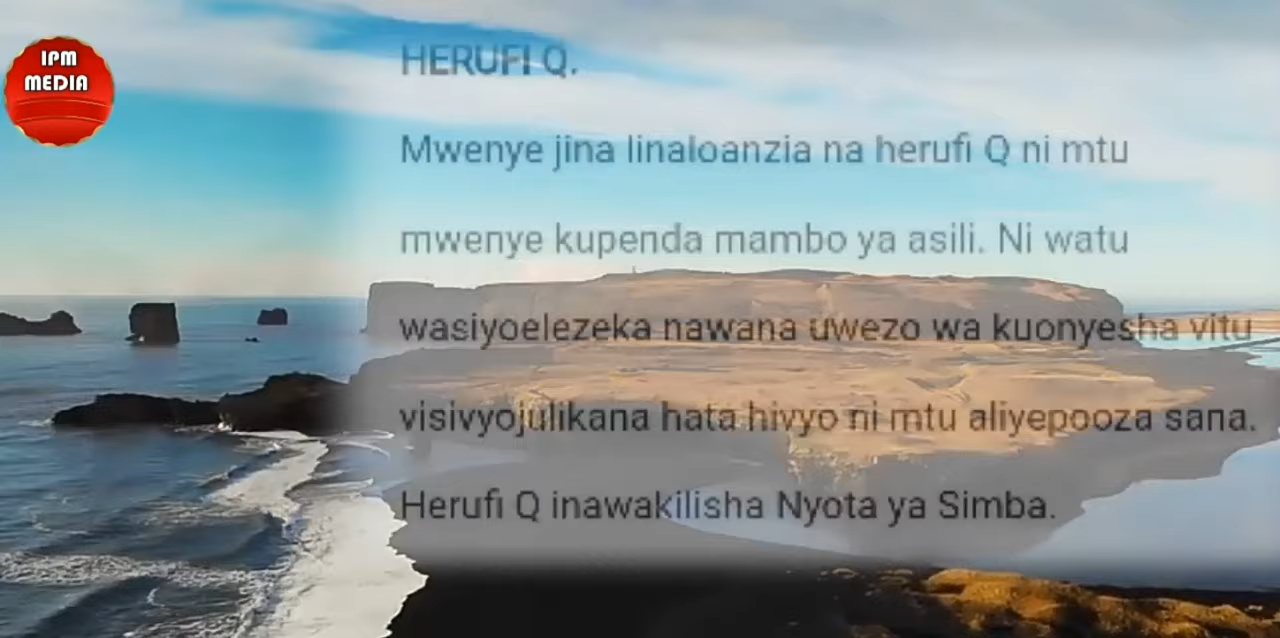 IPM
MEDIA
HERUFI Q.
Mwenye jina linaloanzia na herufi Q ni mtu
mwenye kupenda mambo ya asili. Ni watu
wasiyoelezeka nawana uwezo wa kuonyesha vitu
visivyojulikana hata hivyo ni mtu aliyepooza sana.
Herufi Q inawakilisha Nyota ya Simba.